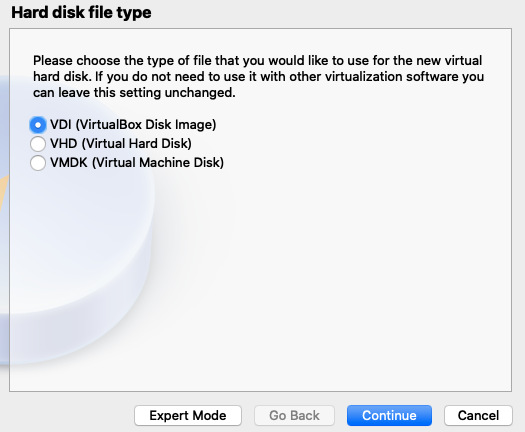 Hard disk file type
Please choose the type of file that you would like to use for the new virtual
hard disk. If you do not need to use it with other virtualization software you
can leave this setting unchanged.
VDI (VirtualBox Disk Image)
VHD (Virtual Hard Disk)
VMDK (Virtual Machine Disk)
Expert Mode
Go Back
Continue
Cancel